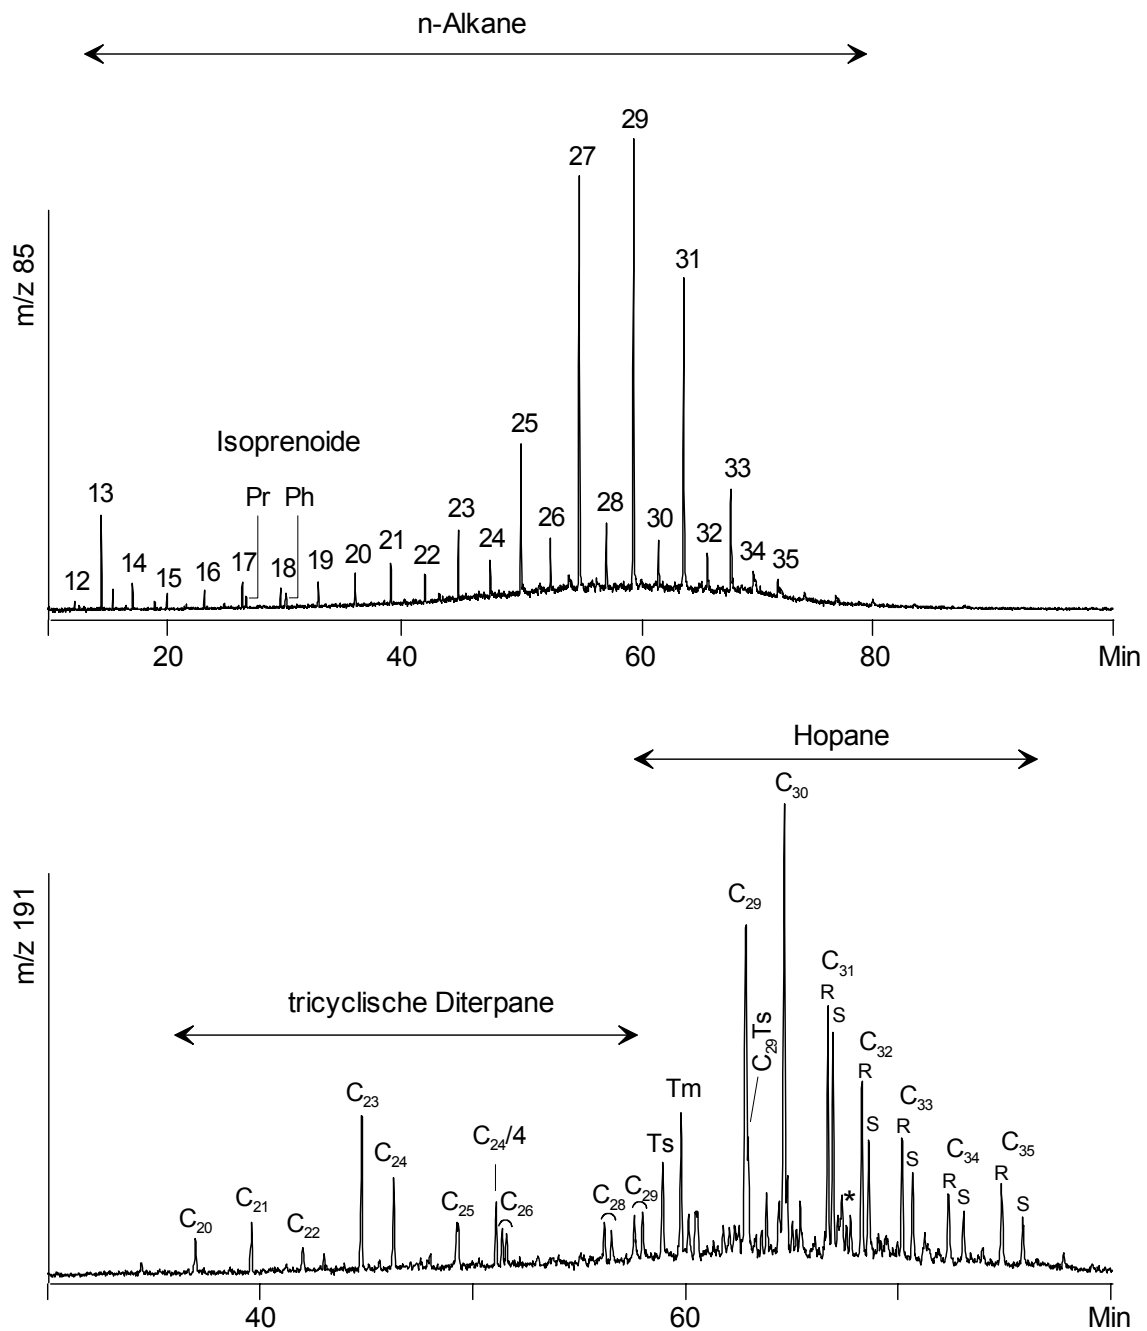 n-Alkane
m/z 85
29
27
31
25
Isoprenoide
Pr Ph
13
23
33
28
26
30
24
32
12 14 15 16 17 18 19 20 21 22
34 35
20 40 60 80 Min
Hopane
m/z 191
C30
C29
C29Ts
tricyclische Diterpane
C31
R S
C32
R S
C33
R S
C34
R S
C35
R S
*
Tm
Ts
C23
C24
C24/4
C20 C21 C22 C25 C26 C28 C29
40 60 Min